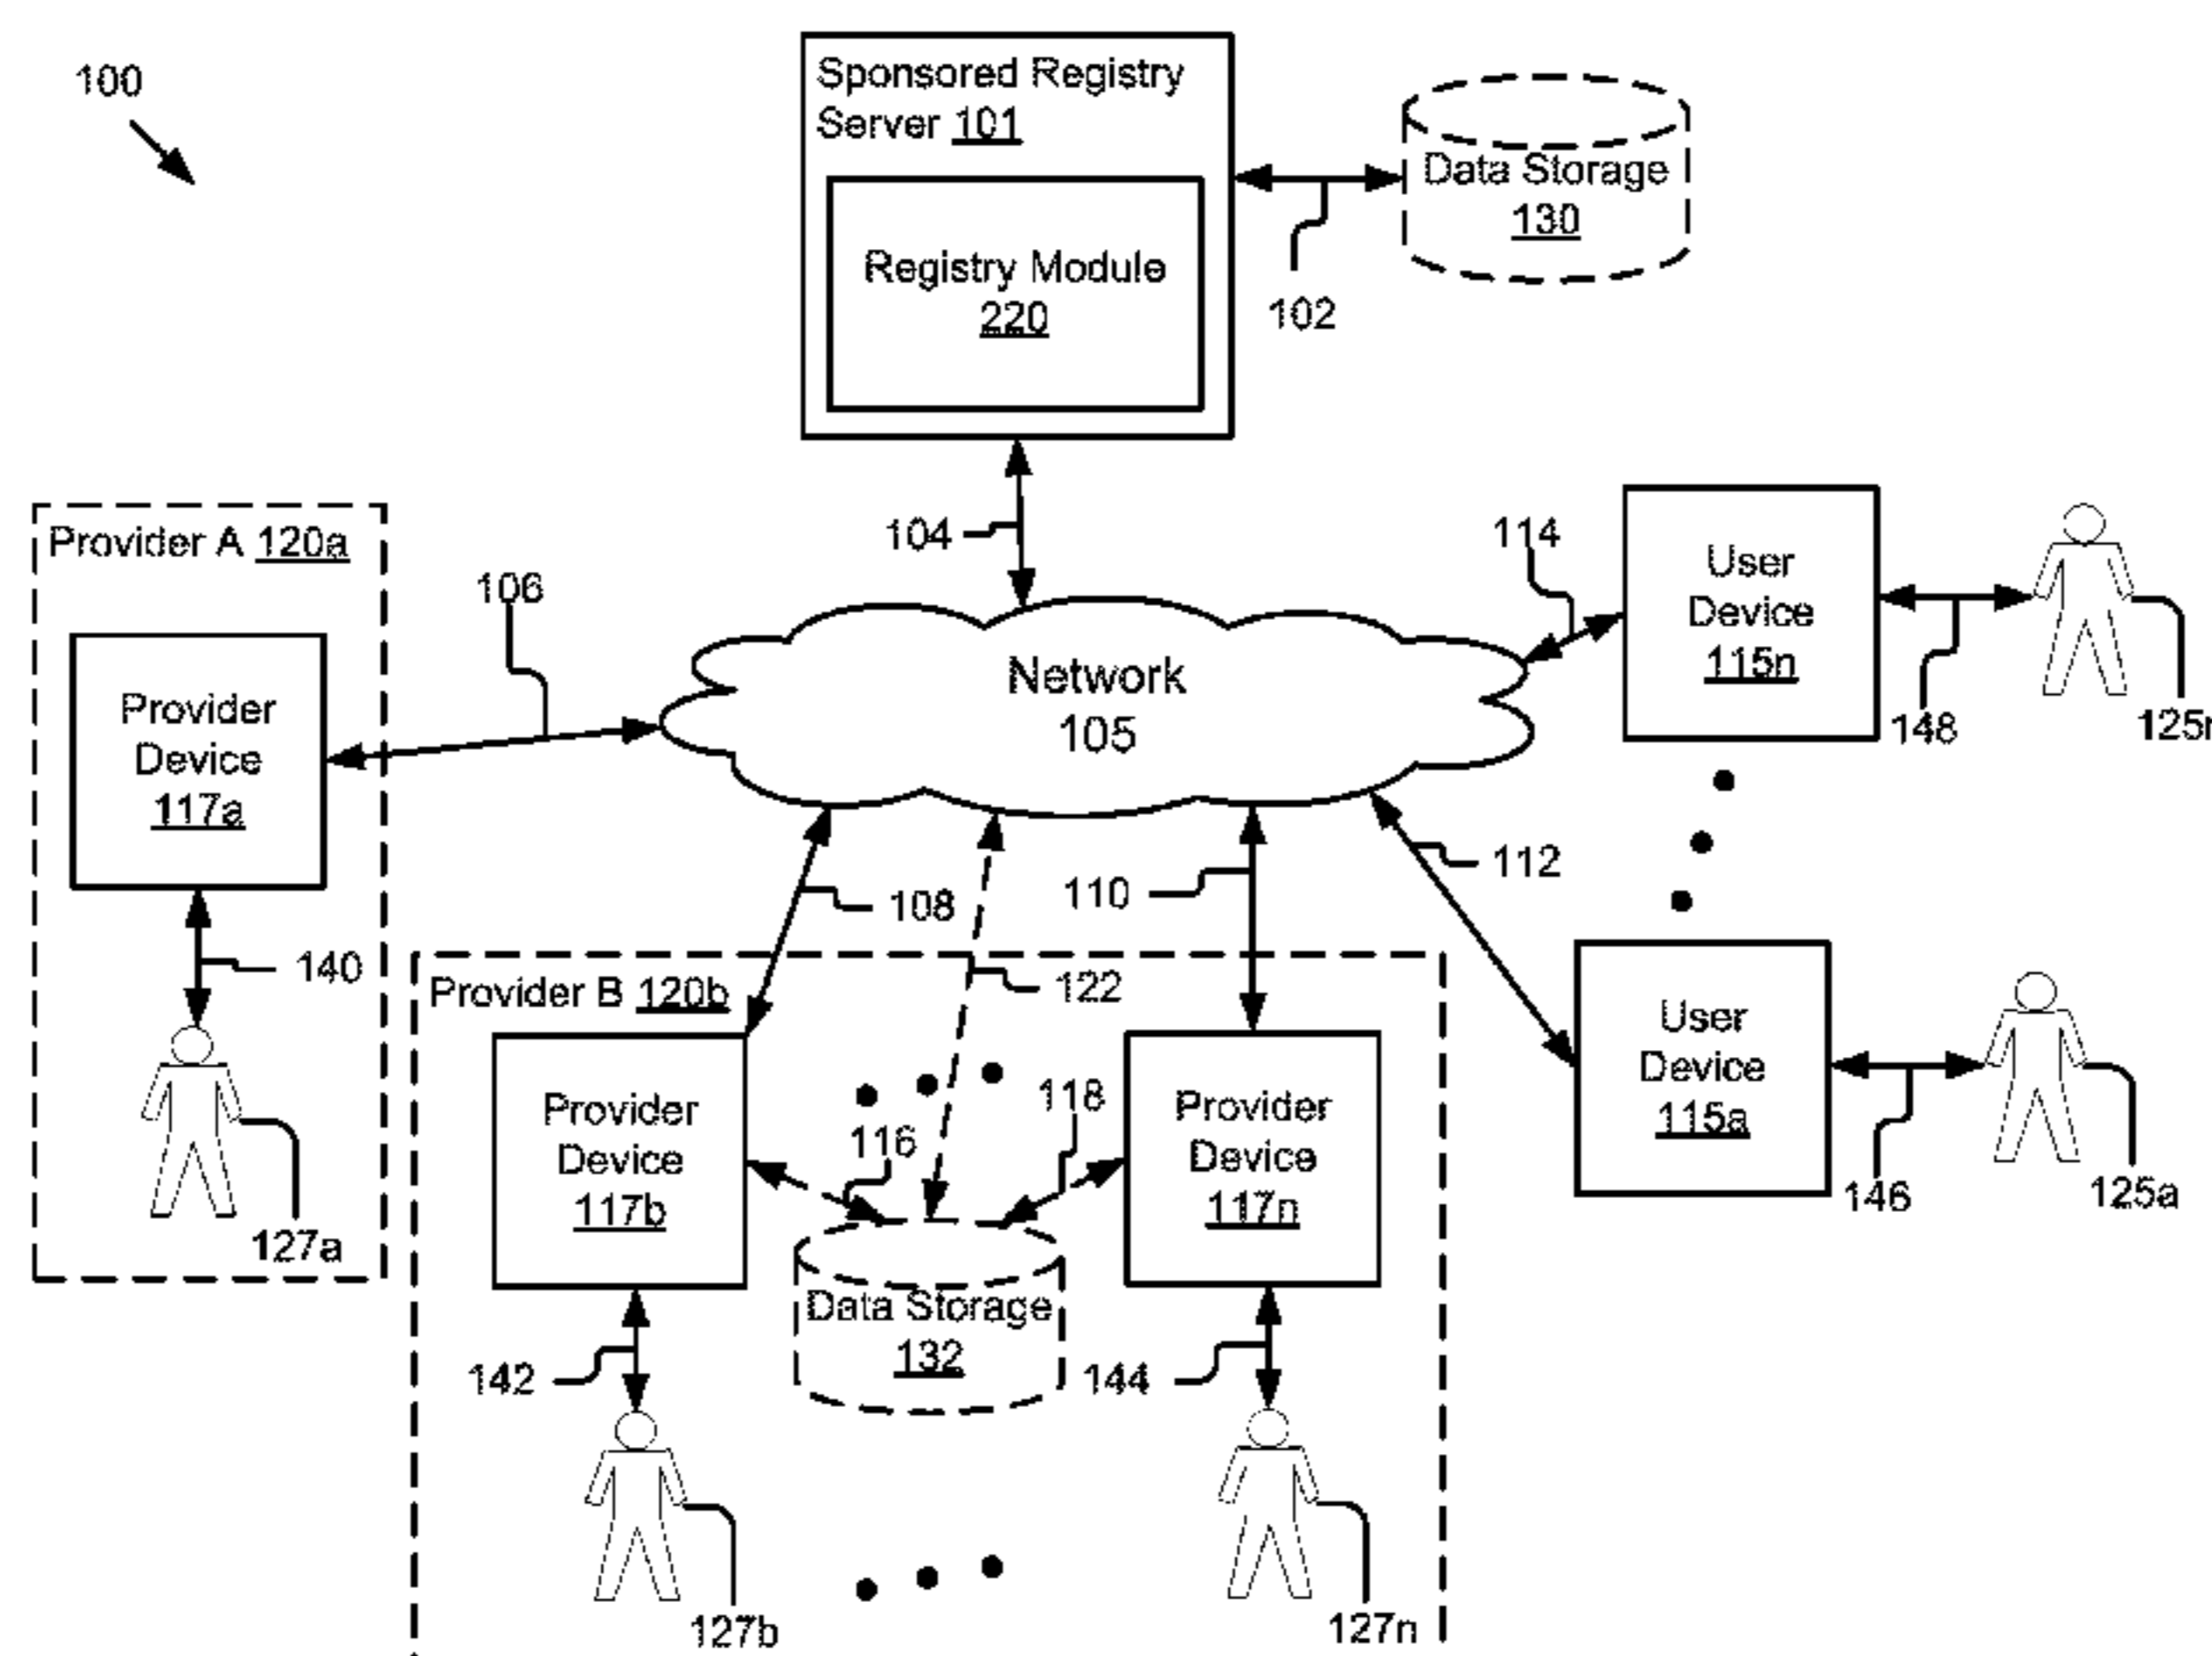 100
Sponsored Registry
Server 101
Registry Module
220
Data Storage
130
102
104
Provider A 120a
106
Provider
Device
117a
140
127a
Network
105
114
User
Device
115n
148
112
User
Device
115a
146
125a
108
110
122
Provider B 120b
Provider
Device
117b
116
118
Provider
Device
117n
Data Storage
132
142
144
127b
127n